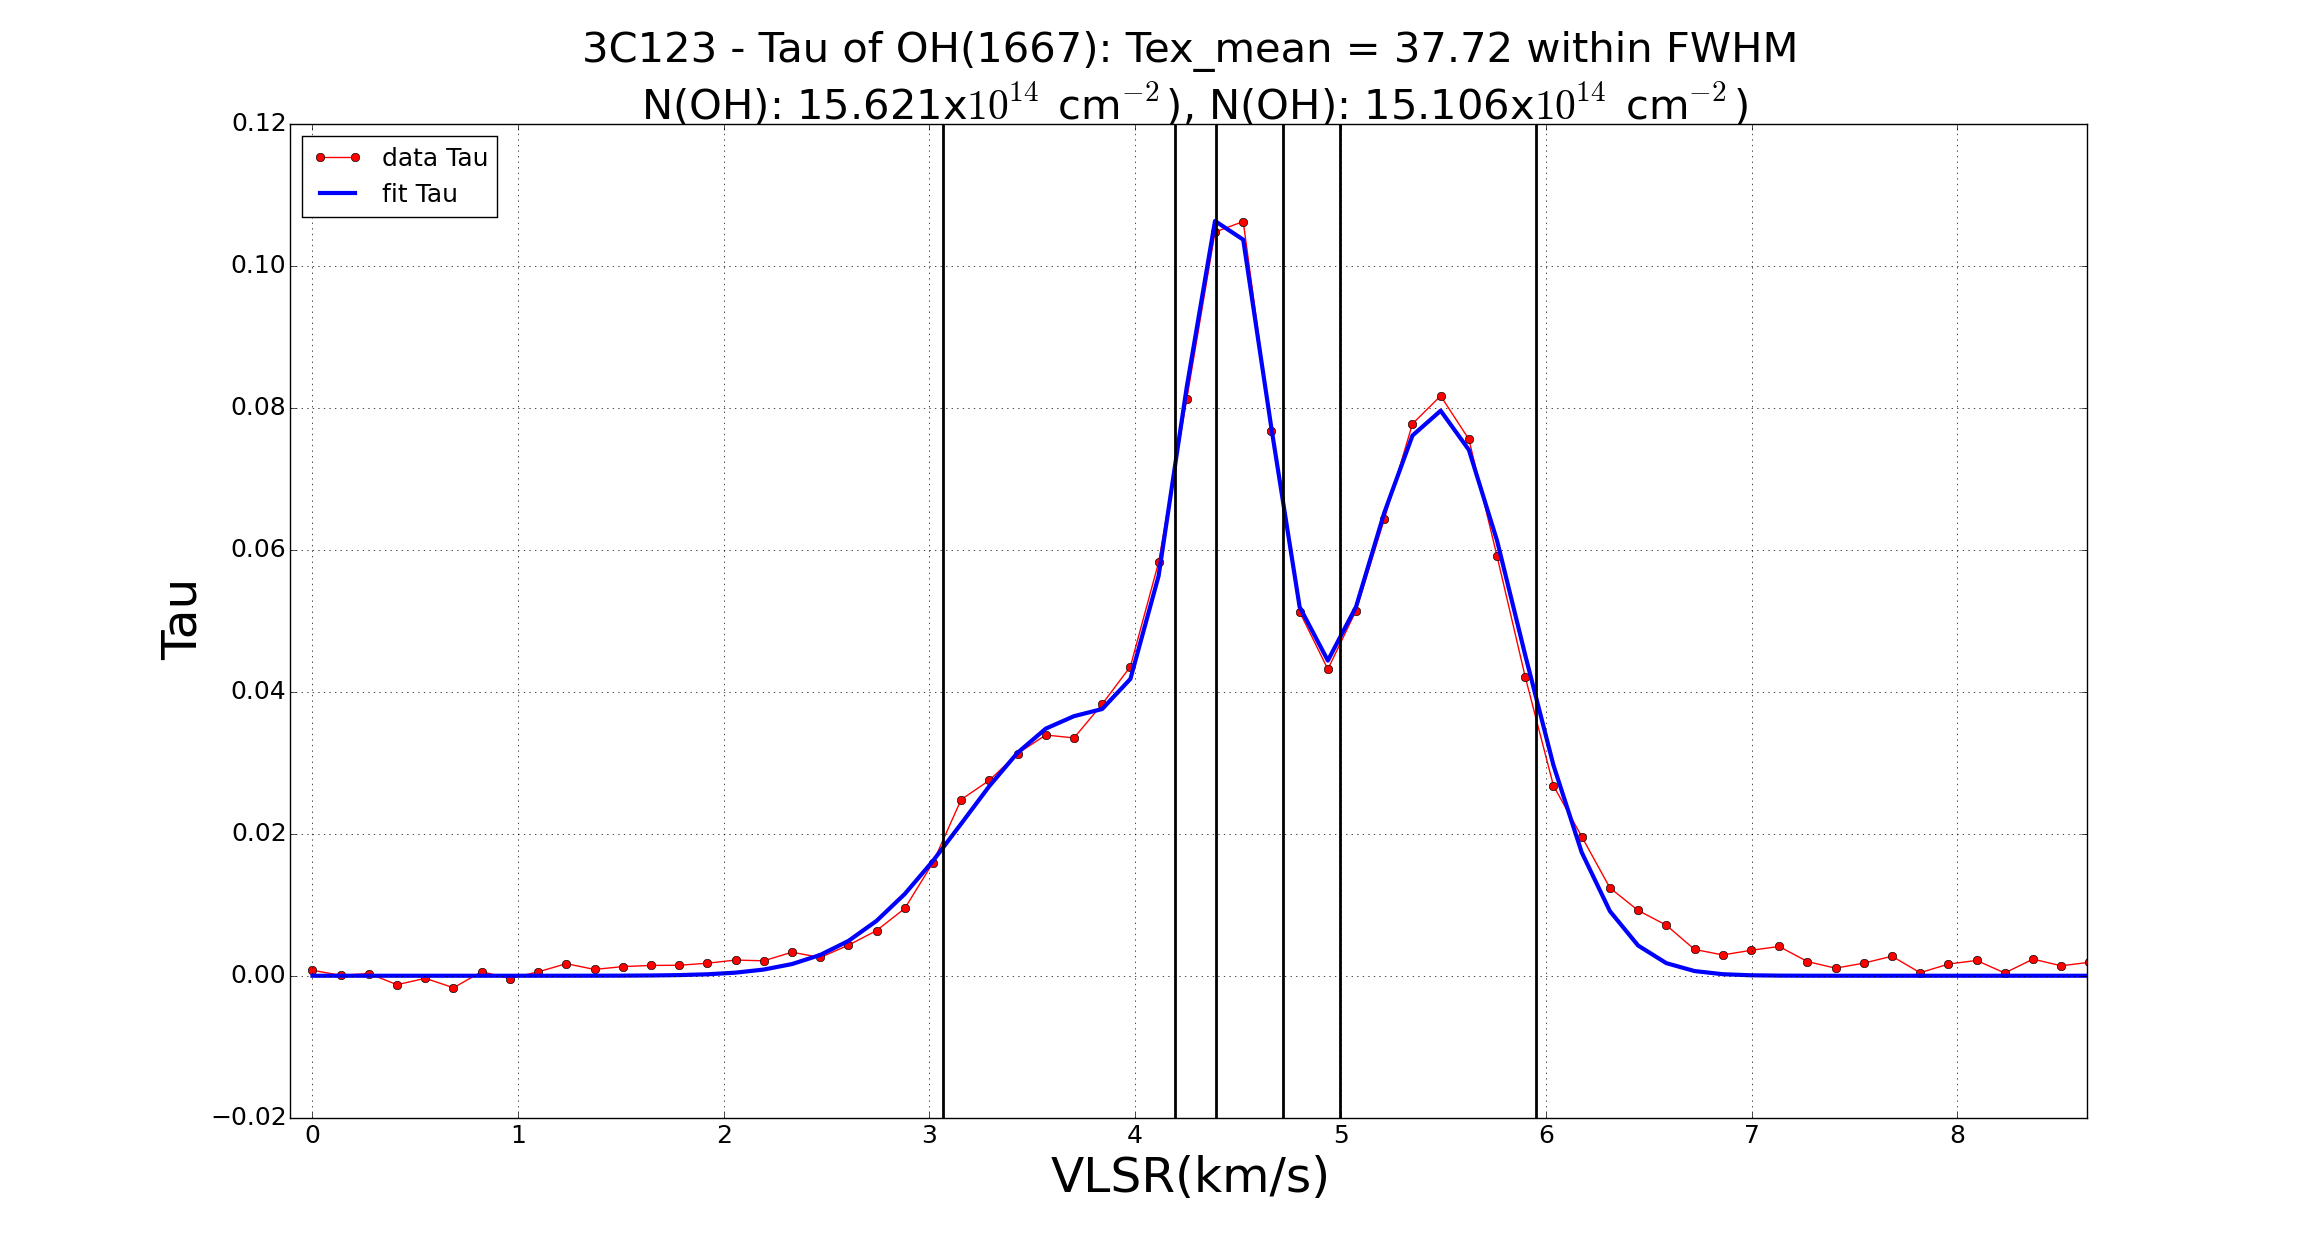 3C123 - Tau of OH(1667): Tex_mean = 37.72 within FWHM
N(OH): 15.621x10^14 cm^−2), N(OH): 15.106x10^14 cm^−2)
0.12
0.10
0.08
0.06
0.04
0.02
0.00
−0.02
data Tau
fit Tau
Tau
0 1 2 3 4 5 6 7 8
VLSR(km/s)